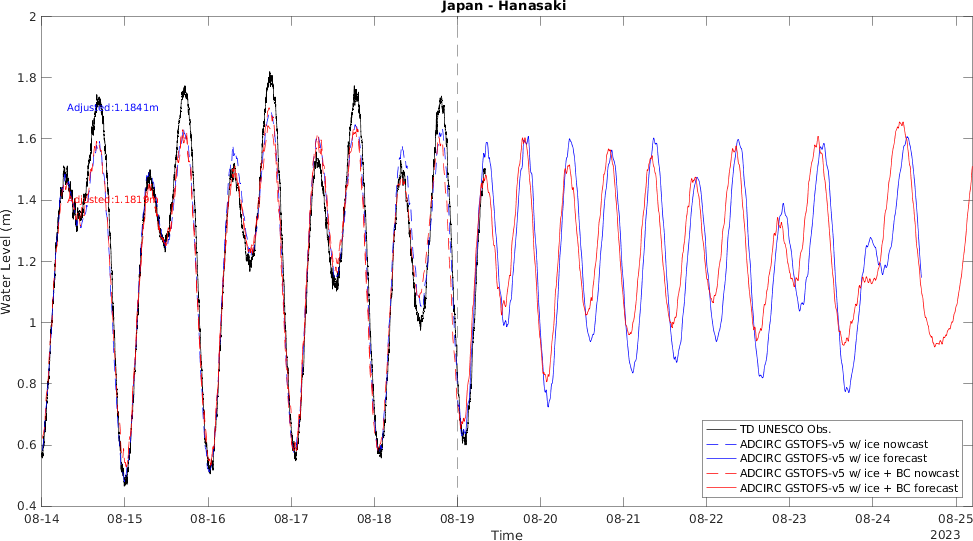 Japan - Hanasaki
2
1.8
1.6
1.4
1.2
1
0.8
0.6
0.4
Water Level (m)
Adjusted:1.1841m
Adjusted:1.1819m
TD UNESCO Obs.
ADCIRC GSTOFS-v5 w/ ice nowcast
ADCIRC GSTOFS-v5 w/ ice forecast
ADCIRC GSTOFS-v5 w/ ice + BC nowcast
ADCIRC GSTOFS-v5 w/ ice + BC forecast
08-14 08-15 08-16 08-17 08-18 08-19 08-20 08-21 08-22 08-23 08-24 08-25
Time
2023